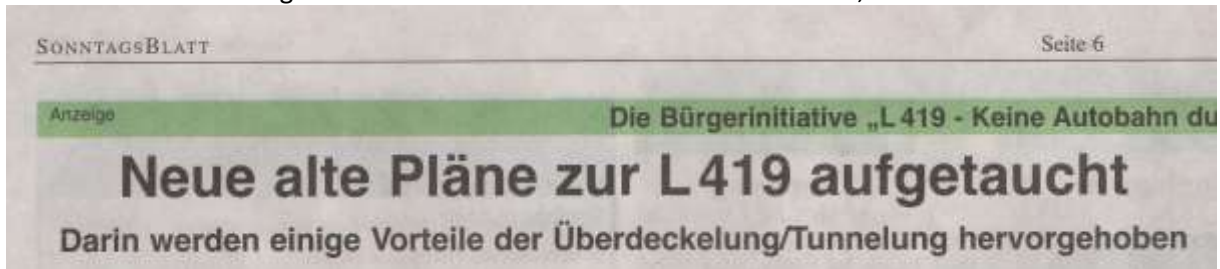 SONNTAGSBLATT Seite 6
Anzeige Die Bürgerinitiative „L 419 - Keine Autobahn du
Neue alte Pläne zur L 419 aufgetaucht
Darin werden einige Vorteile der Überdeckelung/Tunnelung hervorgehoben